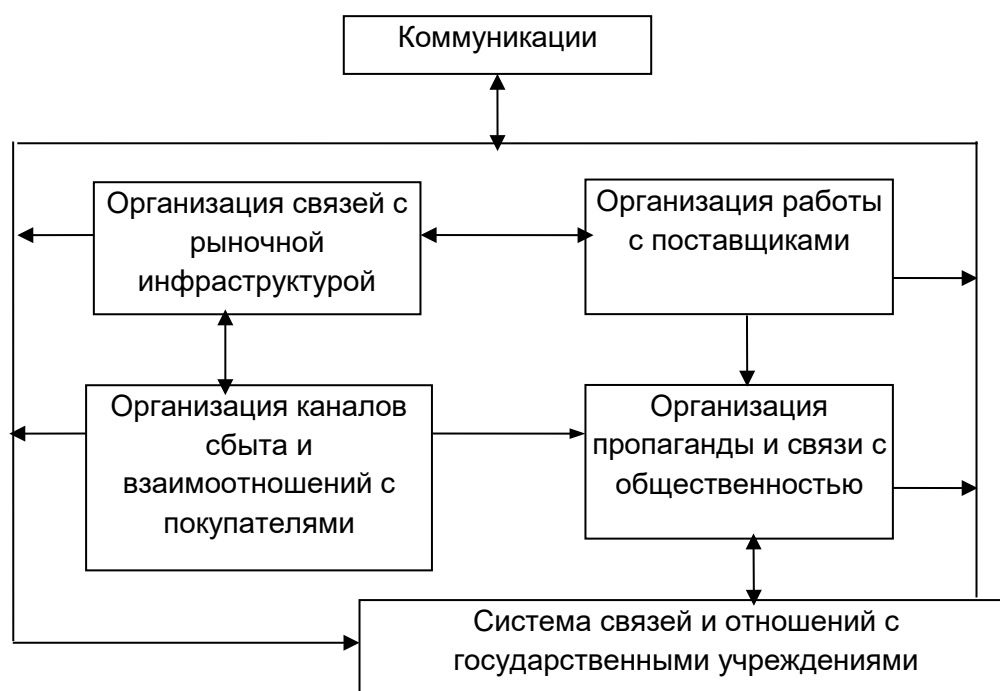 Коммуникации
Организация связей с
рыночной
инфраструктурой
Организация работы
с поставщиками
Организация каналов
сбыта и
взаимоотношений с
покупателями
Организация
пропаганды и связи с
общественностью
Система связей и отношений с
государственными учреждениями